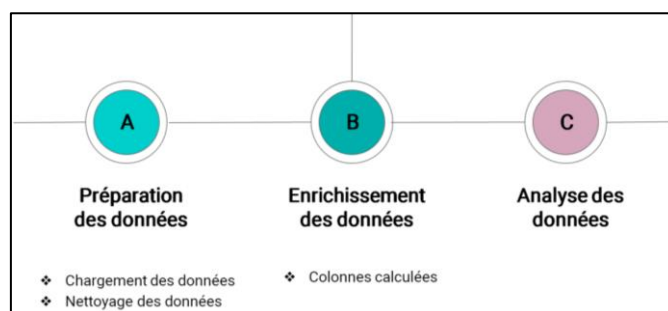 A
B
C
Préparation
des données
Enrichissement
des données
Analyse des
données
❖ Chargement des données
❖ Nettoyage des données
❖ Colonnes calculées